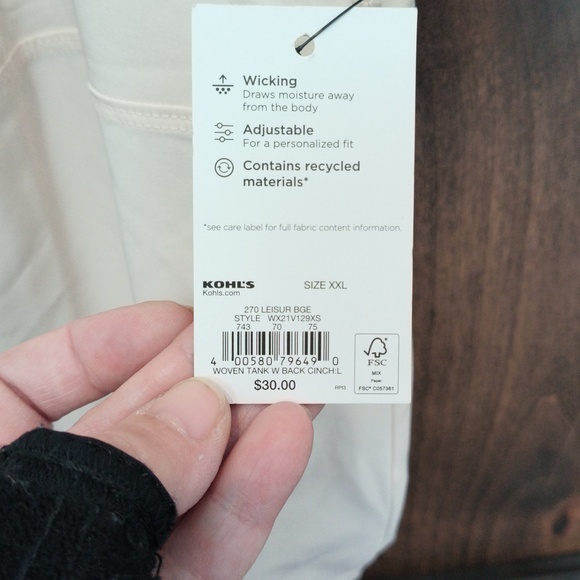 Wicking
Draws moisture away
from the body
Adjustable
For a personalized fit
Contains recycled
materials*
*see care label for full fabric content information.
KOHL'S
Kohls.com
SIZE XXL
270 LEISUR BGE
STYLE WX21V129XS
743 70 75
4 00580 79649 0
WOVEN TANK W BACK CINCH:L
$30.00
RPI3
FSC
MIX
Paper
FSC® C057361